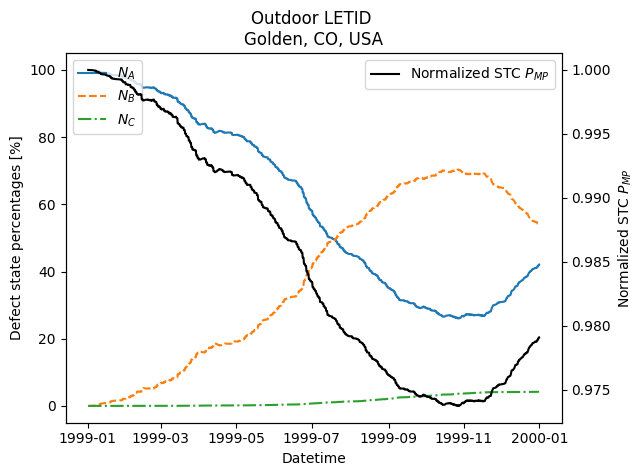 Outdoor LETID
Golden, CO, USA
N_A
N_B
N_C
Normalized STC P_MP
100
80
60
40
20
0
Defect state percentages [%]
1.000
0.995
0.990
0.985
0.980
0.975
Normalized STC P_MP
1999-01 1999-03 1999-05 1999-07 1999-09 1999-11 2000-01
Datetime